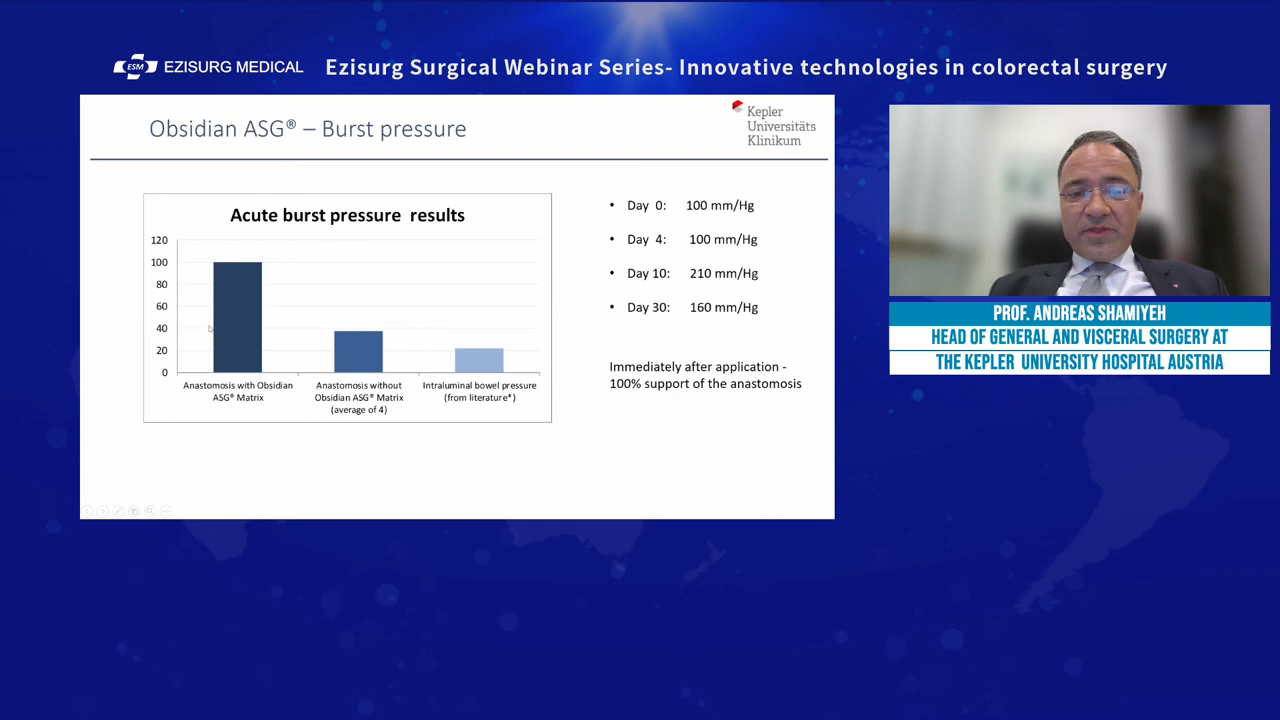 ESM
EZISURG MEDICAL
Ezisurg Surgical Webinar Series- Innovative technologies in colorectal surgery
Obsidian ASG® – Burst pressure
Kepler
Universitäts
Klinikum
Acute burst pressure results
120
100
80
60
40
20
0
Anastomosis with Obsidian
ASG® Matrix
Anastomosis without
Obsidian ASG® Matrix
(average of 4)
Intraluminal bowel pressure
(from literature*)
• Day 0: 100 mm/Hg
• Day 4: 100 mm/Hg
• Day 10: 210 mm/Hg
• Day 30: 160 mm/Hg
Immediately after application -
100% support of the anastomosis
PROF. ANDREAS SHAMIYEH
HEAD OF GENERAL AND VISCERAL SURGERY AT
THE KEPLER UNIVERSITY HOSPITAL AUSTRIA